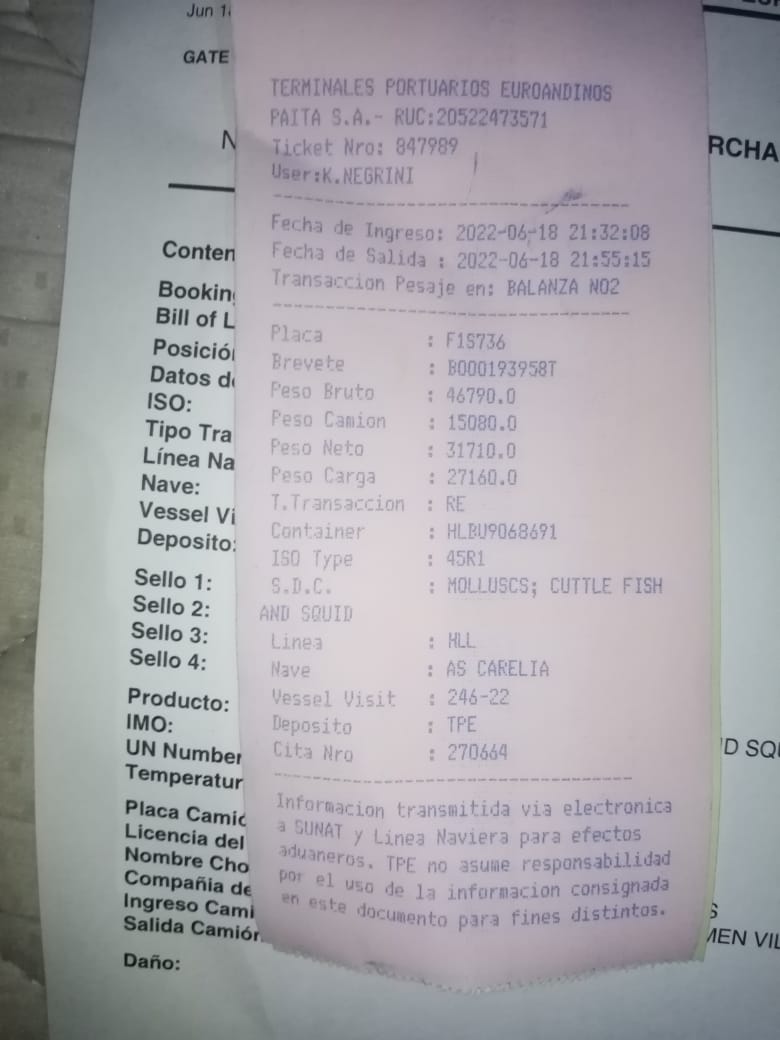 Jun 1
GATE
RCHA
TERMINALES PORTUARIOS EUROANDINOS
PAITA S.A.- RUC:20522473571
Ticket Nro: 847989
User:K.NEGRINI
Fecha de Ingreso: 2022-06-18 21:32:08
Fecha de Salida : 2022-06-18 21:55:15
Transaccion Pesaje en: BALANZA NO2
Placa : F1S736
Brevete : B000193958T
Peso Bruto : 46790.0
Peso Camion : 15080.0
Peso Neto : 31710.0
Peso Carga : 27160.0
T.Transaccion : RE
Container : HLBU9068691
ISO Type : 45R1
S.D.C. : MOLLUSCS; CUTTLE FISH
AND SQUID
Linea : HLL
Nave : AS CARELIA
Vessel Visit : 246-22
Deposito : TPE
Cita Nro : 270664
Informacion transmitida via electronica
a SUNAT y Linea Naviera para efectos
aduaneros. TPE no asume responsabilidad
por el uso de la informacion consignada
en este documento para fines distintos.
Conten
Booking
Bill of L
Posició
Datos d
ISO:
Tipo Tra
Línea Na
Nave:
Vessel Vi
Deposito:
Sello 1:
Sello 2:
Sello 3:
Sello 4:
Producto:
IMO:
UN Number
Temperatur
Placa Camió
Licencia del
Nombre Cho
Compañia de
Ingreso Cami
Salida Camión
Daño:
D SQU
S
MEN VIL